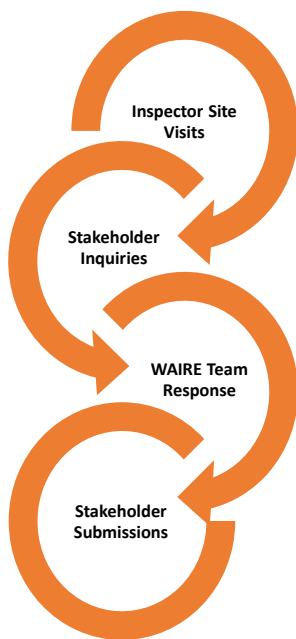 Inspector Site
Visits
Stakeholder
Inquiries
WAIRE Team
Response
Stakeholder
Submissions